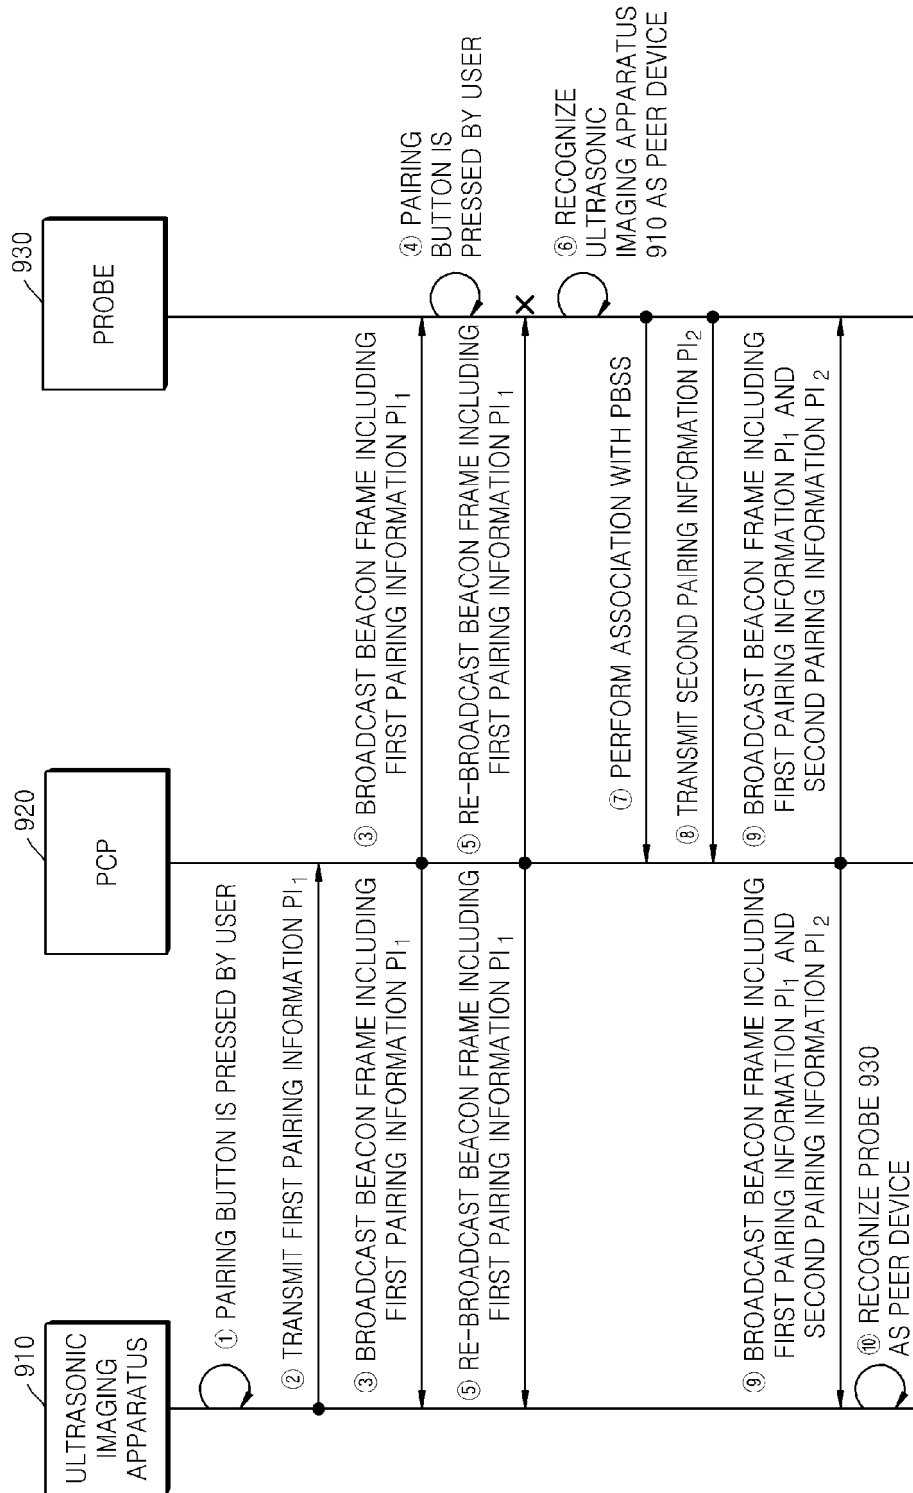 910
ULTRASONIC
IMAGING
APPARATUS
920
PCP
930
PROBE
① PAIRING BUTTON IS PRESSED BY USER
② TRANSMIT FIRST PAIRING INFORMATION PI1
③ BROADCAST BEACON FRAME INCLUDING
FIRST PAIRING INFORMATION PI1
③ BROADCAST BEACON FRAME INCLUDING
FIRST PAIRING INFORMATION PI1
④ PAIRING
BUTTON IS
PRESSED BY USER
⑤ RE-BROADCAST BEACON FRAME INCLUDING
FIRST PAIRING INFORMATION PI1
⑤ RE-BROADCAST BEACON FRAME INCLUDING
FIRST PAIRING INFORMATION PI1
⑥ RECOGNIZE
ULTRASONIC
IMAGING APPARATUS
910 AS PEER DEVICE
⑦ PERFORM ASSOCIATION WITH PBSS
⑧ TRANSMIT SECOND PAIRING INFORMATION PI2
⑨ BROADCAST BEACON FRAME INCLUDING
FIRST PAIRING INFORMATION PI1 AND
SECOND PAIRING INFORMATION PI2
⑨ BROADCAST BEACON FRAME INCLUDING
FIRST PAIRING INFORMATION PI1 AND
SECOND PAIRING INFORMATION PI2
⑩ RECOGNIZE PROBE 930
AS PEER DEVICE